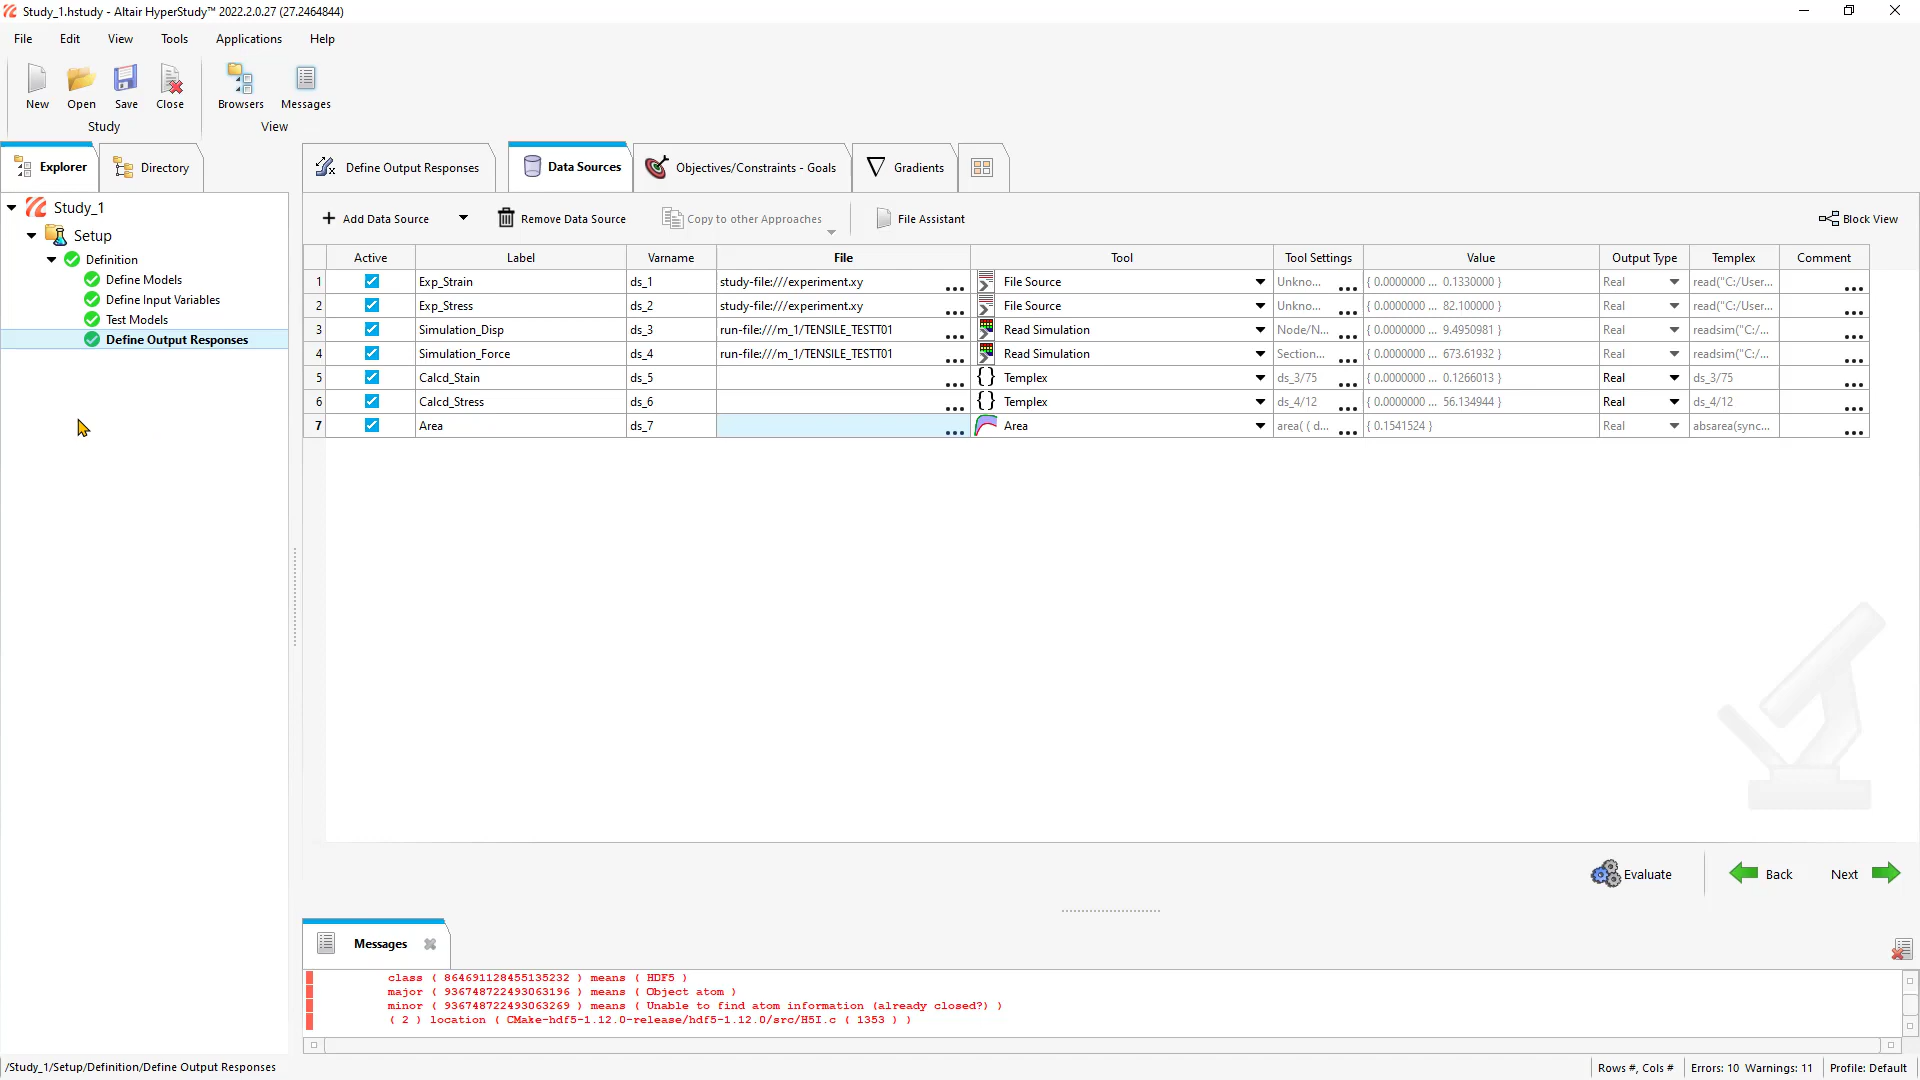 Study_1.hstudy - Altair HyperStudy™ 2022.2.0.27 (27.2464844)
File Edit View Tools Applications Help
New Open Save Close Browsers Messages
Study View
Explorer Directory Define Output Responses Data Sources Objectives/Constraints - Goals Gradients
Study_1
Setup
Definition
Define Models
Define Input Variables
Test Models
Define Output Responses
Add Data Source Remove Data Source Copy to other Approaches File Assistant Block View
Active Label Varname File Tool Tool Settings Value Output Type Templex Comment
1 Exp_Strain ds_1 study-file:///experiment.xy ... File Source Unkno... ... { 0.0000000 ... 0.1330000 } Real read("C:/User... ...
2 Exp_Stress ds_2 study-file:///experiment.xy ... File Source Unkno... ... { 0.0000000 ... 82.100000 } Real read("C:/User... ...
3 Simulation_Disp ds_3 run-file:///m_1/TENSILE_TESTT01 ... Read Simulation Node/N... ... { 0.0000000 ... 9.4950981 } Real readsim("C:/... ...
4 Simulation_Force ds_4 run-file:///m_1/TENSILE_TESTT01 ... Read Simulation Section... ... { 0.0000000 ... 673.61932 } Real readsim("C:/... ...
5 Calcd_Stain ds_5 ... {} Templex ds_3/75 ... { 0.0000000 ... 0.1266013 } Real ds_3/75 ...
6 Calcd_Stress ds_6 ... {} Templex ds_4/12 ... { 0.0000000 ... 56.134944 } Real ds_4/12 ...
7 Area ds_7 ... Area area( ( d... ... { 0.1541524 } Real absarea(sync... ...
Evaluate Back Next
Messages
class ( 864691128455135232 ) means ( HDF5 )
major ( 936748722493063196 ) means ( Object atom )
minor ( 936748722493063269 ) means ( Unable to find atom information (already closed?) )
( 2 ) location ( CMake-hdf5-1.12.0-release/hdf5-1.12.0/src/H5I.c ( 1353 ) )
/Study_1/Setup/Definition/Define Output Responses Rows #, Cols # Errors: 10 Warnings: 11 Profile: Default